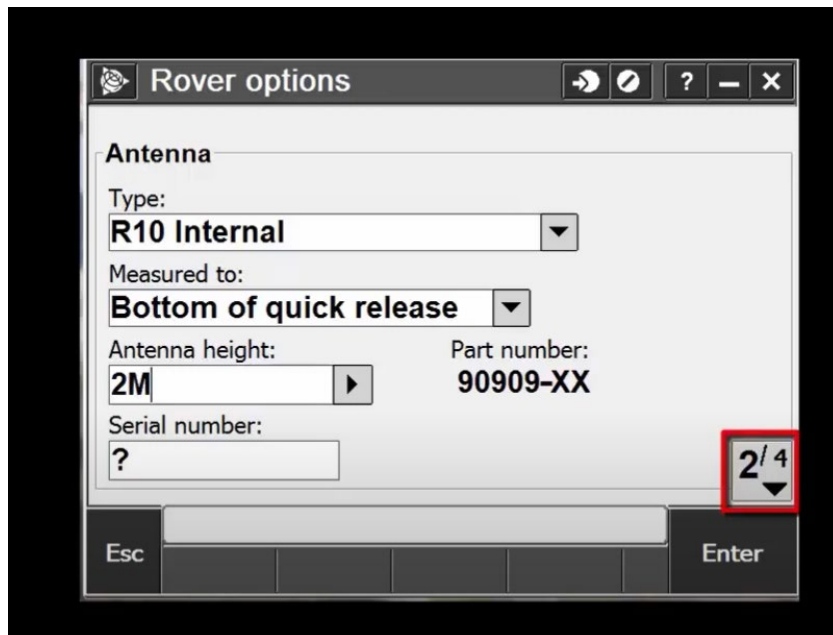 Rover options
? – ×
Antenna
Type:
R10 Internal
Measured to:
Bottom of quick release
Antenna height: Part number:
2M 90909-XX
Serial number:
?
2/4
Esc Enter